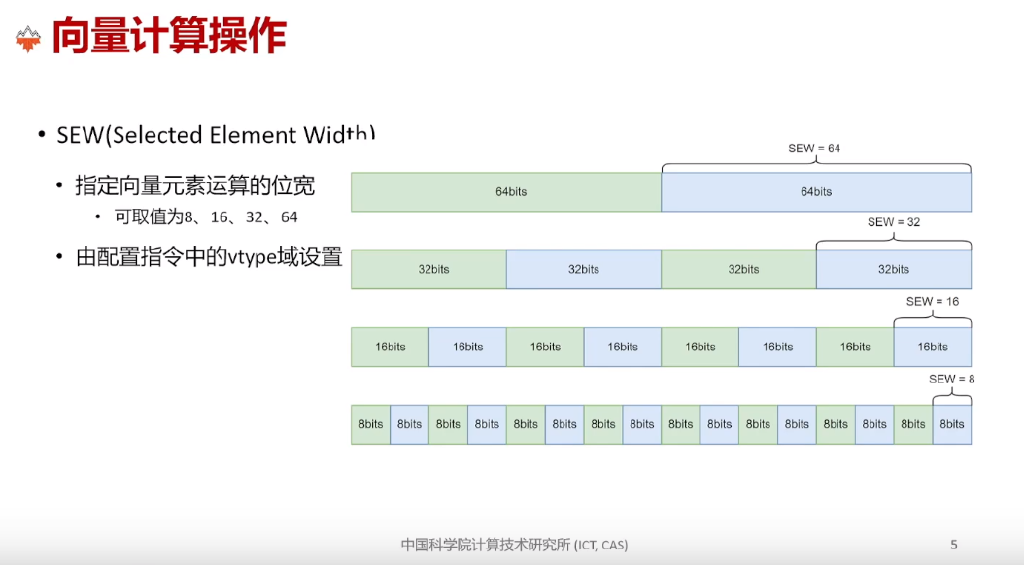 向量计算操作
• SEW(Selected Element Width)
• 指定向量元素运算的位宽
• 可取值为8、16、32、64
• 由配置指令中的vtype域设置
SEW = 64
64bits 64bits
SEW = 32
32bits 32bits 32bits 32bits
SEW = 16
16bits 16bits 16bits 16bits 16bits 16bits 16bits 16bits
SEW = 8
8bits 8bits 8bits 8bits 8bits 8bits 8bits 8bits 8bits 8bits 8bits 8bits 8bits 8bits 8bits 8bits
中国科学院计算技术研究所 (ICT, CAS)
5